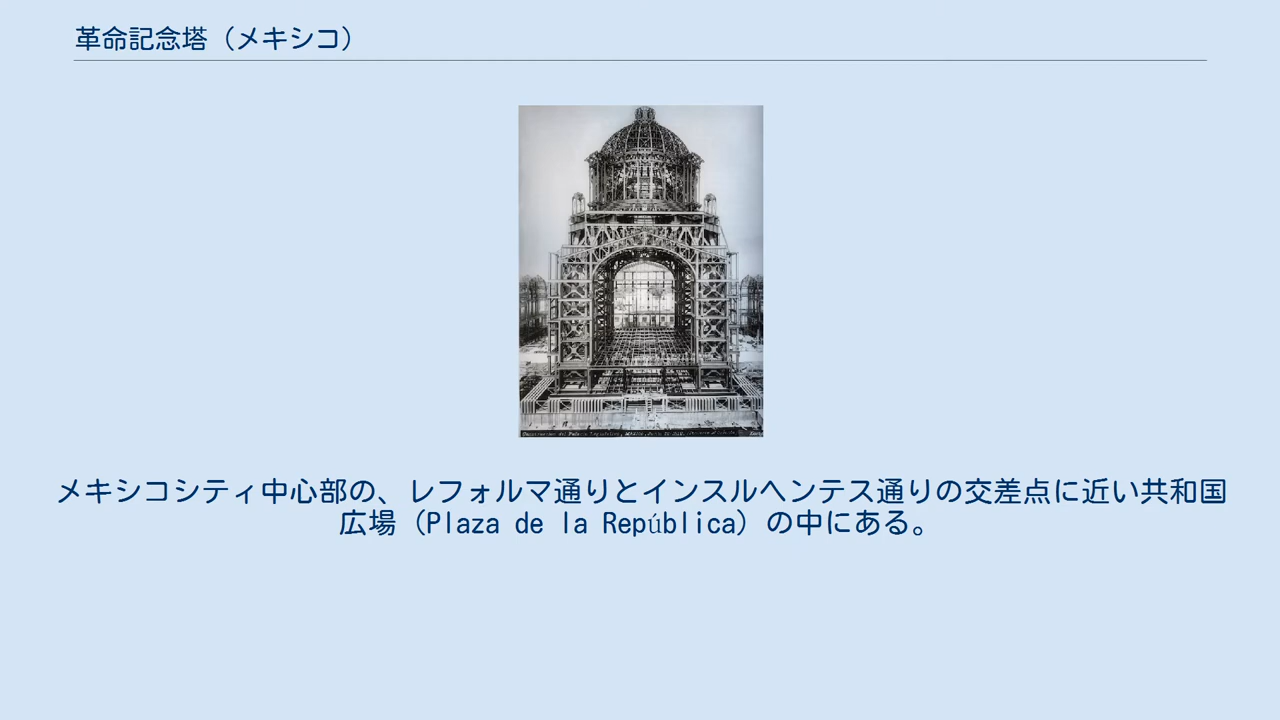 革命記念塔（メキシコ）
メキシコシティ中心部の、レフォルマ通りとインスルヘンテス通りの交差点に近い共和国
広場（Plaza de la República）の中にある。